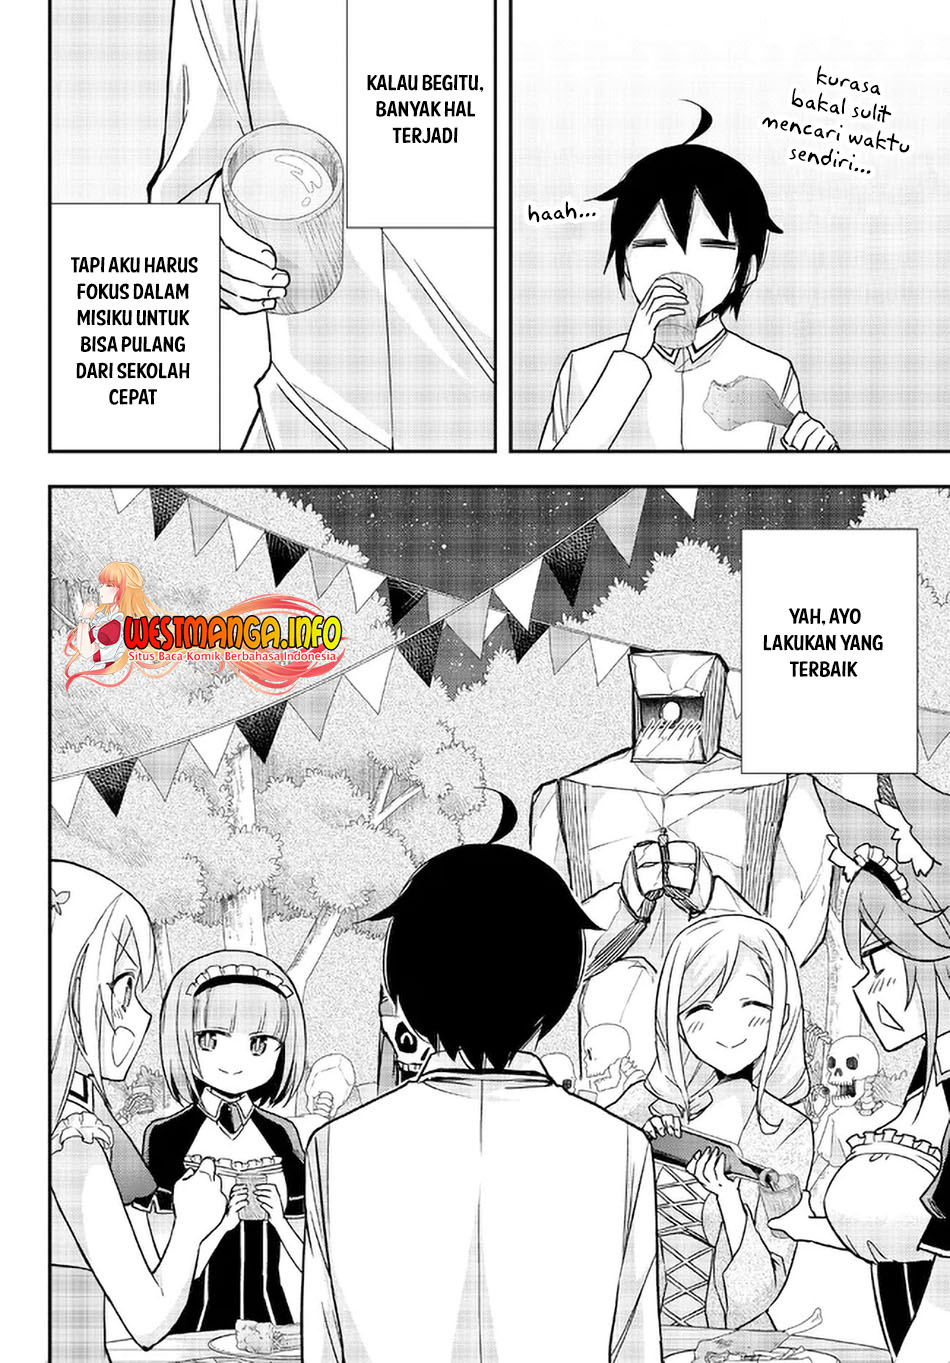 kurasa
bakal sulit
mencari waktu
sendiri...
haah...
KALAU BEGITU,
BANYAK HAL
TERJADI
TAPI AKU HARUS
FOKUS DALAM
MISIKU UNTUK
BISA PULANG
DARI SEKOLAH
CEPAT
YAH, AYO
LAKUKAN YANG
TERBAIK
WESTMANGA.INFO
Situs Baca Komik Berbahasa Indonesia